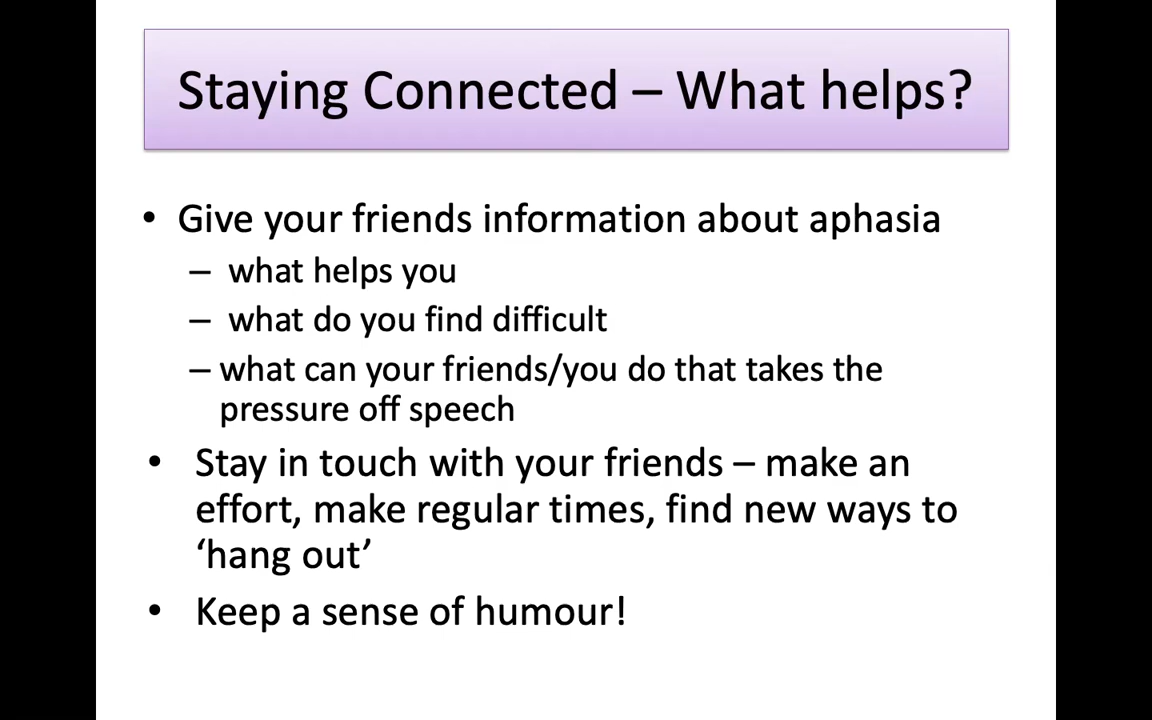 Staying Connected – What helps?
• Give your friends information about aphasia
– what helps you
– what do you find difficult
– what can your friends/you do that takes the
pressure off speech
• Stay in touch with your friends – make an
effort, make regular times, find new ways to
‘hang out’
• Keep a sense of humour!